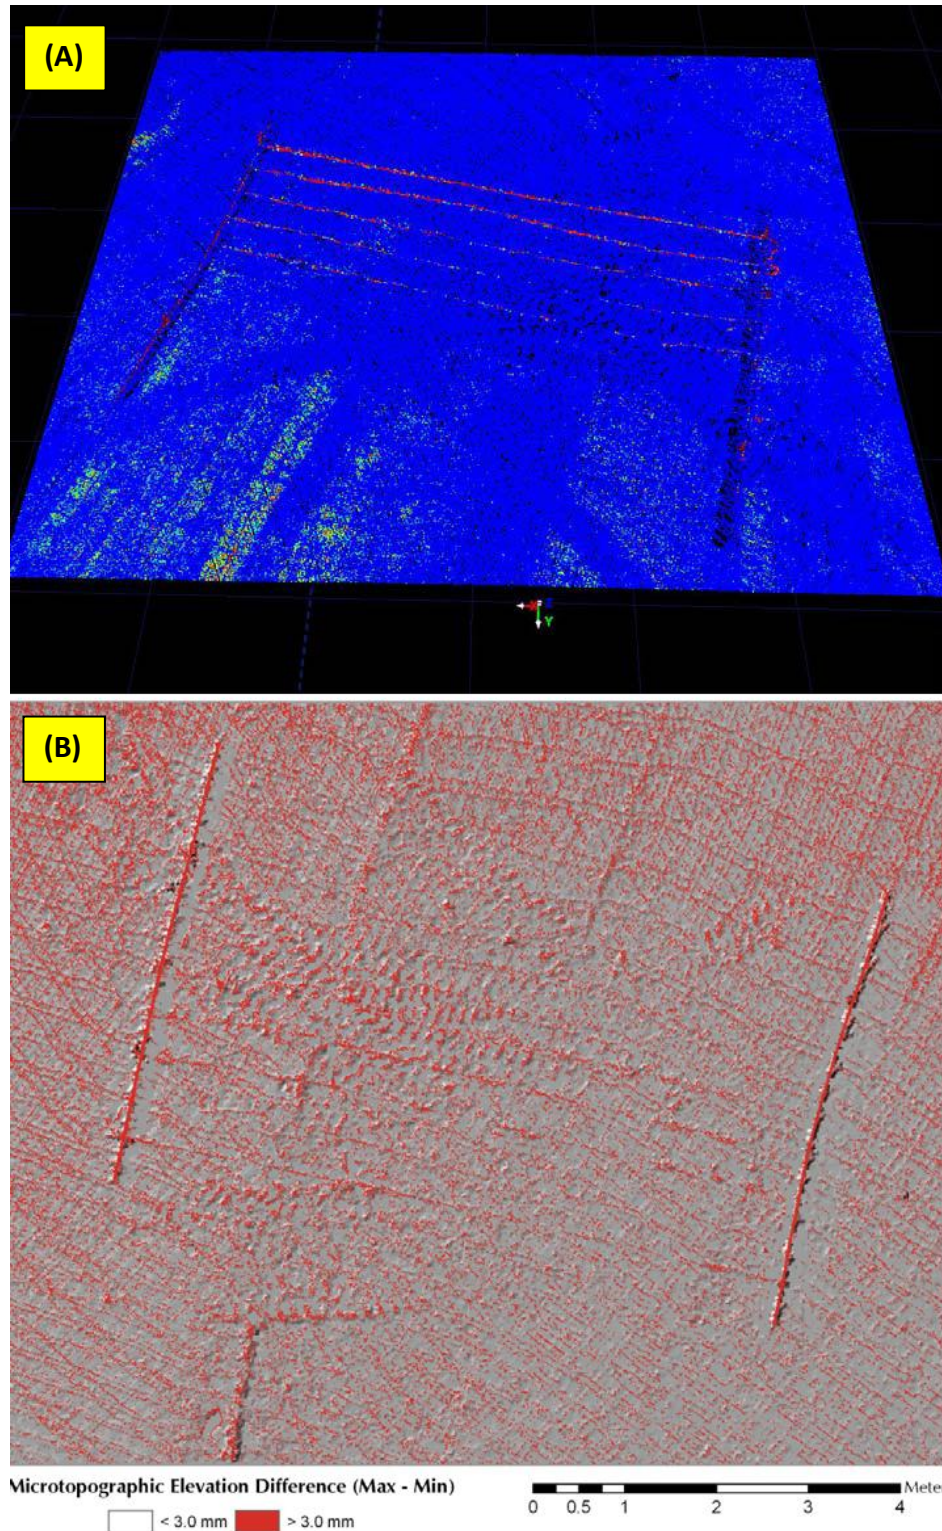 (A)
Y
(B)
Microtopographic Elevation Difference (Max - Min)
< 3.0 mm
> 3.0 mm
Mete
0 0.5 1 2 3 4